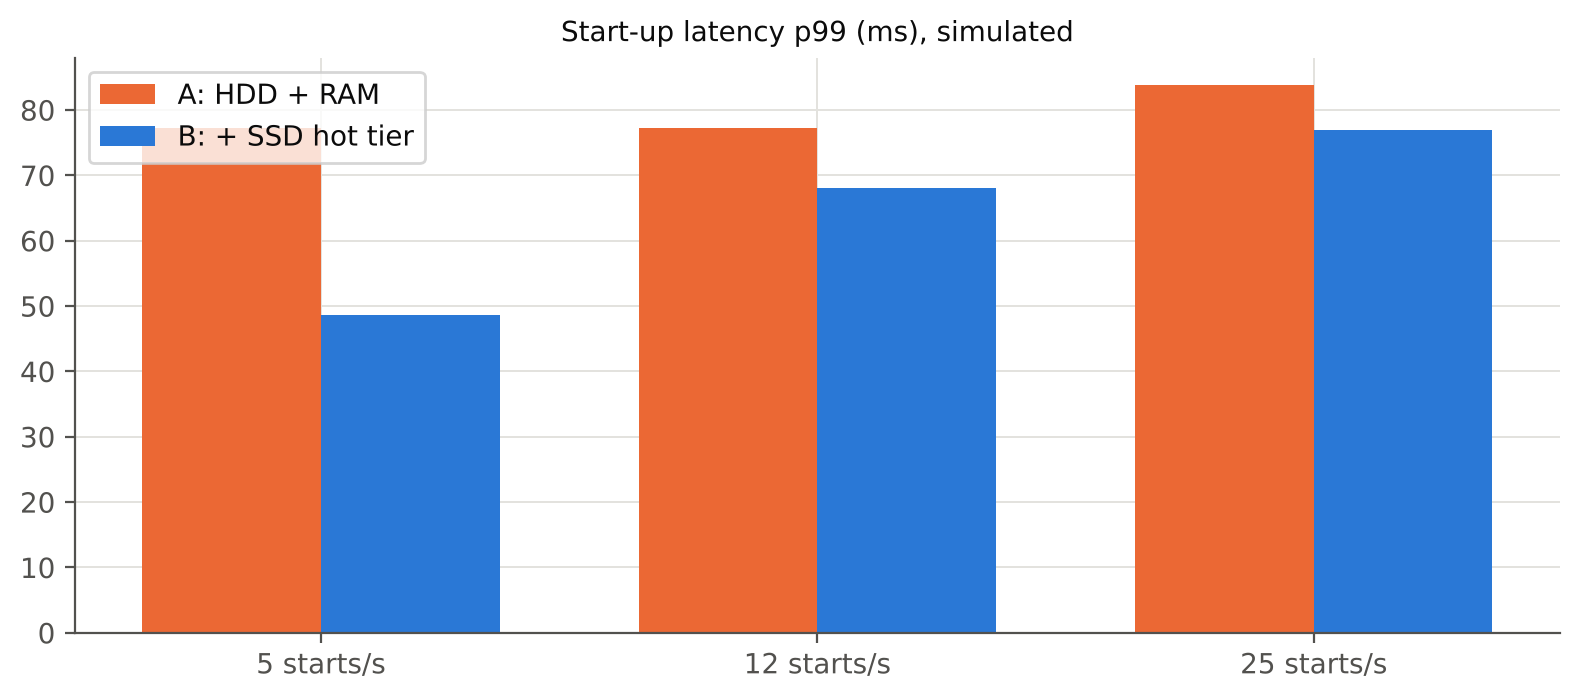 Start-up latency p99 (ms), simulated
A: HDD + RAM
B: + SSD hot tier
80
70
60
50
40
30
20
10
0
5 starts/s
12 starts/s
25 starts/s